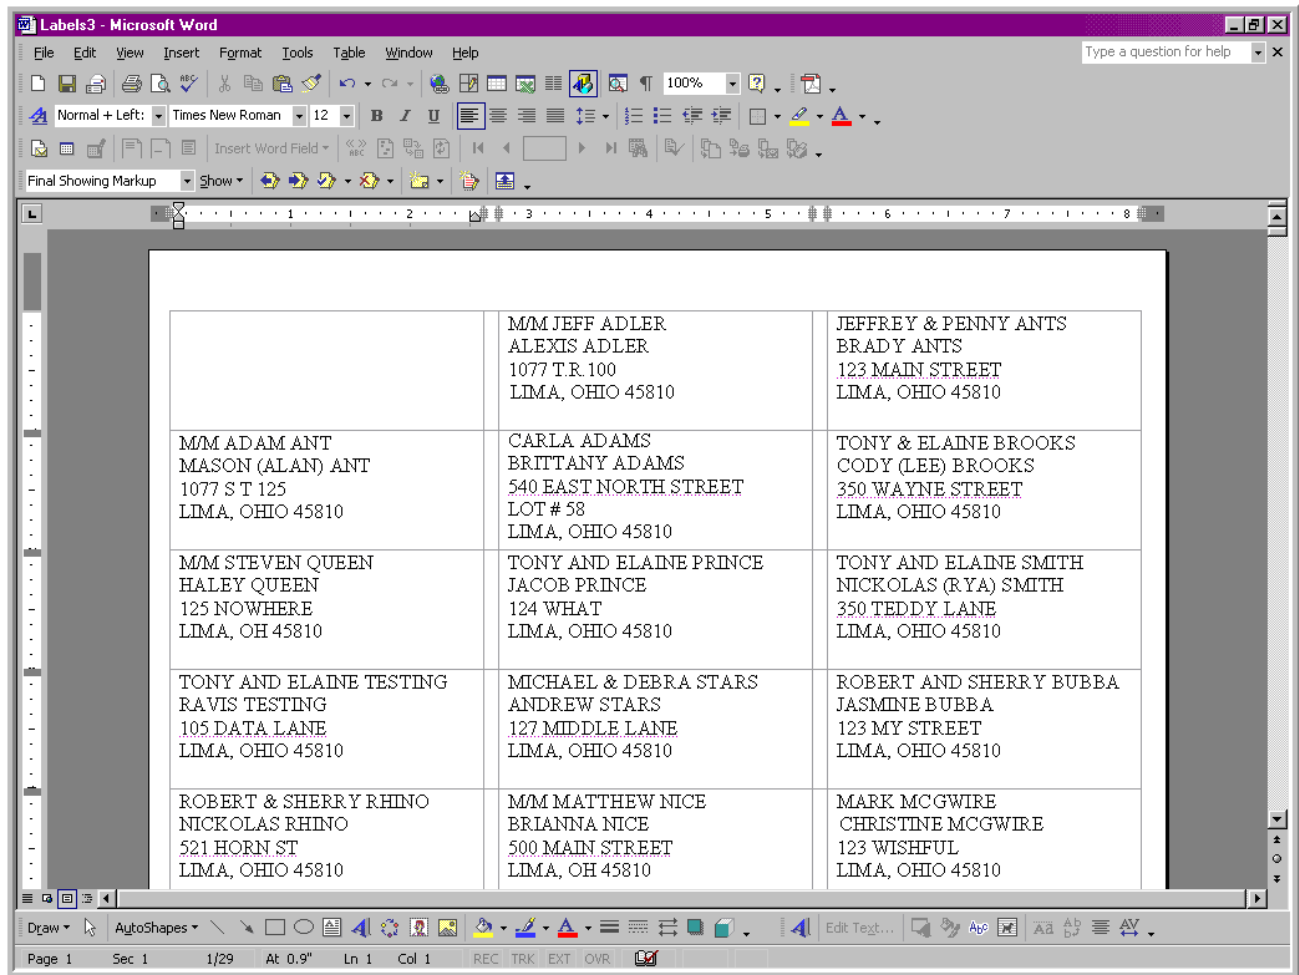 Labels3 - Microsoft Word
File Edit View Insert Format Tools Table Window Help
Type a question for help
100%
Normal + Left: Times New Roman 12 B I U
Insert Word Field
Final Showing Markup Show
1 2 3 4 5 6 7 8
M/M JEFF ADLER
ALEXIS ADLER
1077 T.R.100
LIMA, OHIO 45810
JEFFREY & PENNY ANTS
BRADY ANTS
123 MAIN STREET
LIMA, OHIO 45810
M/M ADAM ANT
MASON (ALAN) ANT
1077 S T 125
LIMA, OHIO 45810
CARLA ADAMS
BRITTANY ADAMS
540 EAST NORTH STREET
LOT # 58
LIMA, OHIO 45810
TONY & ELAINE BROOKS
CODY (LEE) BROOKS
350 WAYNE STREET
LIMA, OHIO 45810
M/M STEVEN QUEEN
HALEY QUEEN
125 NOWHERE
LIMA, OH 45810
TONY AND ELAINE PRINCE
JACOB PRINCE
124 WHAT
LIMA, OHIO 45810
TONY AND ELAINE SMITH
NICKOLAS (RYA) SMITH
350 TEDDY LANE
LIMA, OHIO 45810
TONY AND ELAINE TESTING
RAVIS TESTING
105 DATA LANE
LIMA, OHIO 45810
MICHAEL & DEBRA STARS
ANDREW STARS
127 MIDDLE LANE
LIMA, OHIO 45810
ROBERT AND SHERRY BUBBA
JASMINE BUBBA
123 MY STREET
LIMA, OHIO 45810
ROBERT & SHERRY RHINO
NICKOLAS RHINO
521 HORN ST
LIMA, OHIO 45810
M/M MATTHEW NICE
BRIANNA NICE
500 MAIN STREET
LIMA, OH 45810
MARK MCGWIRE
CHRISTINE MCGWIRE
123 WISHFUL
LIMA, OHIO 45810
Draw AutoShapes Edit Text...
Page 1 Sec 1 1/29 At 0.9" Ln 1 Col 1 REC TRK EXT OVR